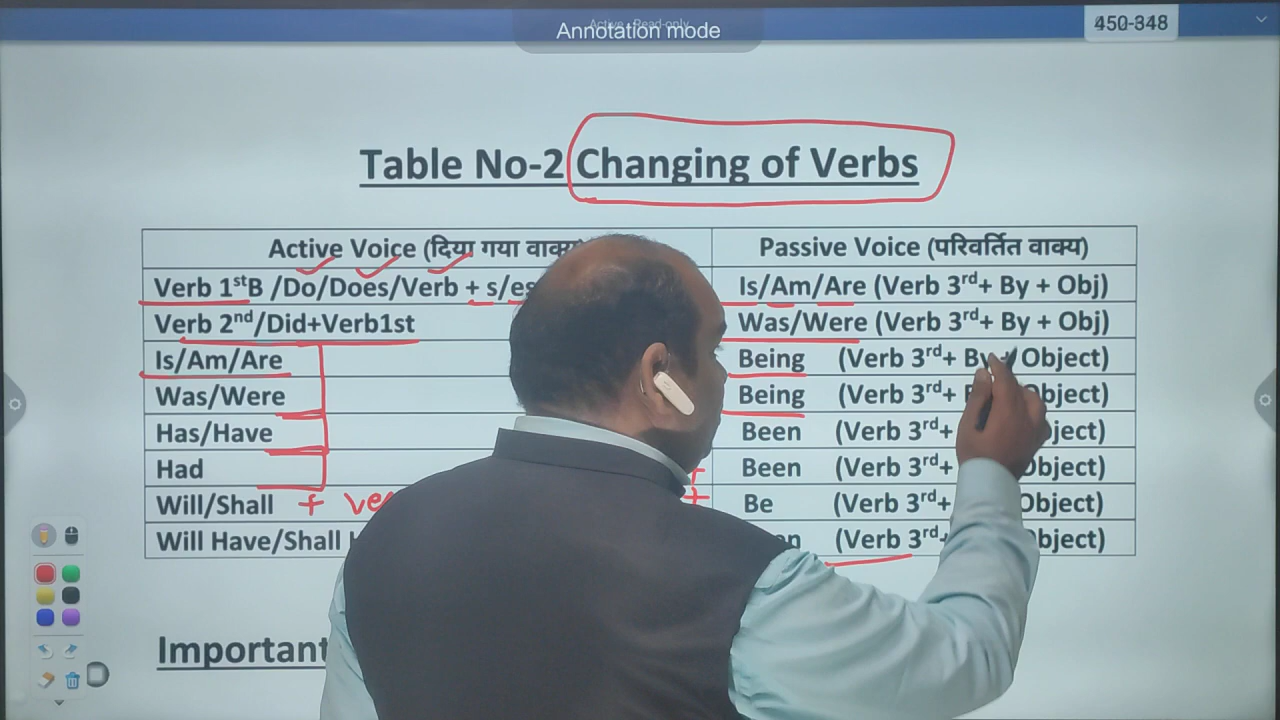 Annotation mode
450-348
Table No-2 Changing of Verbs
Active Voice (दिया गया Passive Voice (परिवर्तित वाक्य)
Verb 1stB /Do/Does/Verb + s/es Is/Am/Are (Verb 3rd+ By + Obj)
Verb 2nd/Did+Verb1st Was/Were (Verb 3rd+ By + Obj)
Is/Am/Are Being (Verb 3rd+ By + Object)
Was/Were Being (Verb 3rd+ Object)
Has/Have Been (Verb 3rd+
Had Been (Verb 3rd+ Object)
Will/Shall + Be (Verb 3rd+ Object)
Will Have/Shall (Verb 3rd+
Important